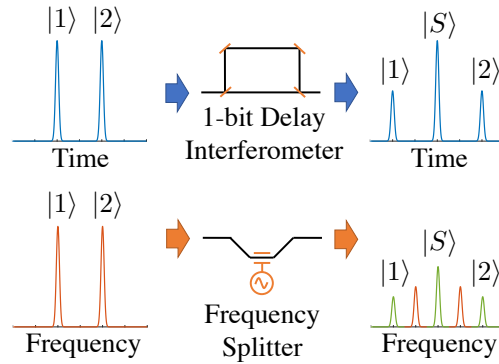 |1⟩ |2⟩
|S⟩
|1⟩ |2⟩
Time
1-bit Delay
Interferometer
Time
|1⟩ |2⟩
|S⟩
|1⟩ |2⟩
Frequency
Frequency
Splitter
Frequency